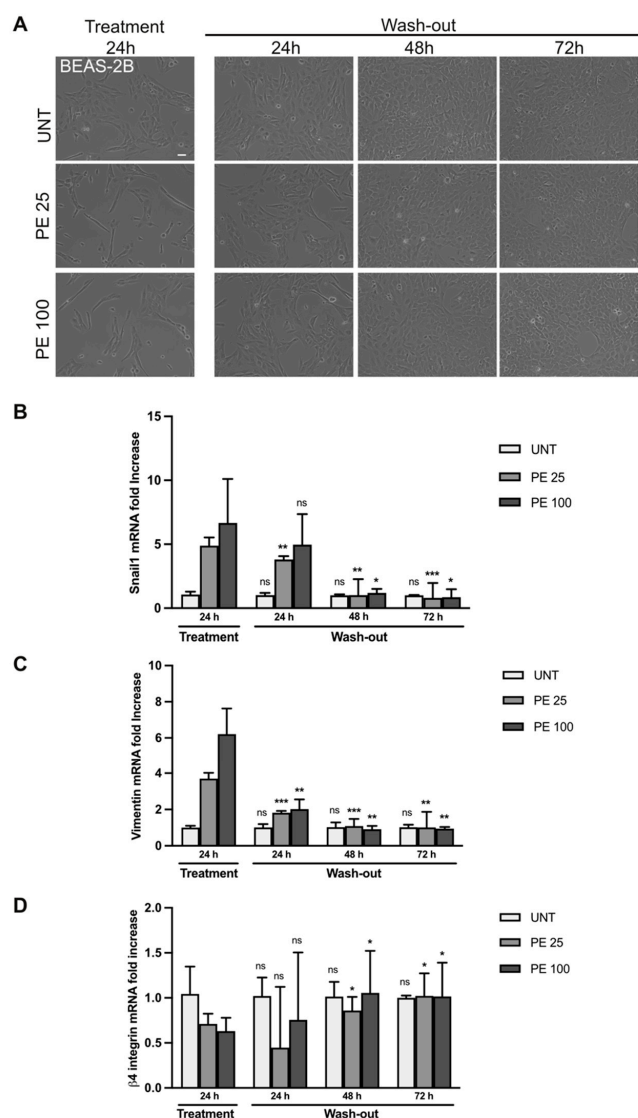 A
Treatment
Wash-out
24h
24h
48h
72h
BEAS-2B
UNT
PE 25
PE 100
B
Snail1 mRNA fold Increase
15
10
5
0
ns
**
ns
ns
**
*
ns
***
*
24 h
24 h
48 h
72 h
Treatment
Wash-out
UNT
PE 25
PE 100
C
Vimentin mRNA fold Increase
10
8
6
4
2
0
ns
***
**
ns
***
**
ns
**
**
24 h
24 h
48 h
72 h
Treatment
Wash-out
UNT
PE 25
PE 100
D
β4 integrin mRNA fold increase
2.0
1.5
1.0
0.5
0.0
ns
ns
ns
ns
*
*
ns
*
*
24 h
24 h
48 h
72 h
Treatment
Wash-out
UNT
PE 25
PE 100